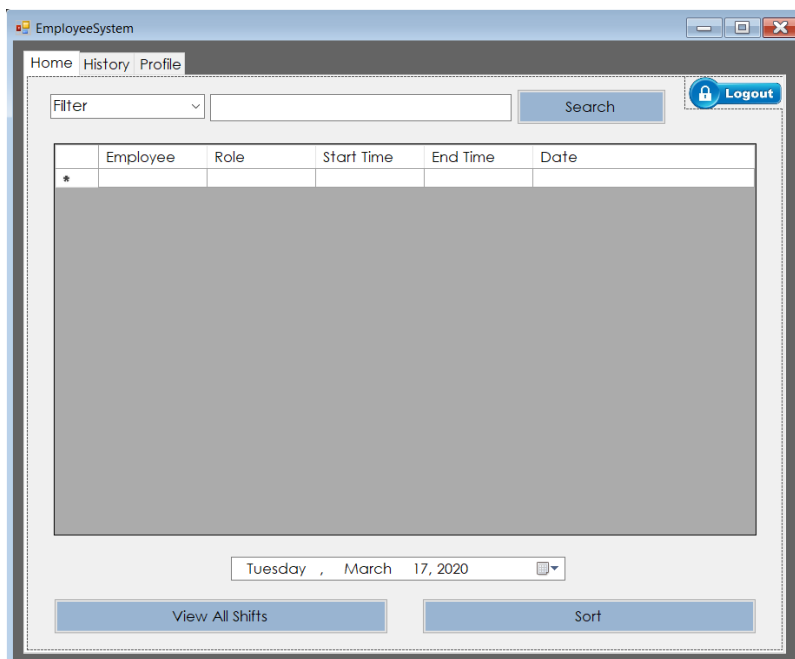 EmployeeSystem
Home History Profile
Filter Search Logout
Employee Role Start Time End Time Date
*
Tuesday , March 17, 2020
View All Shifts Sort